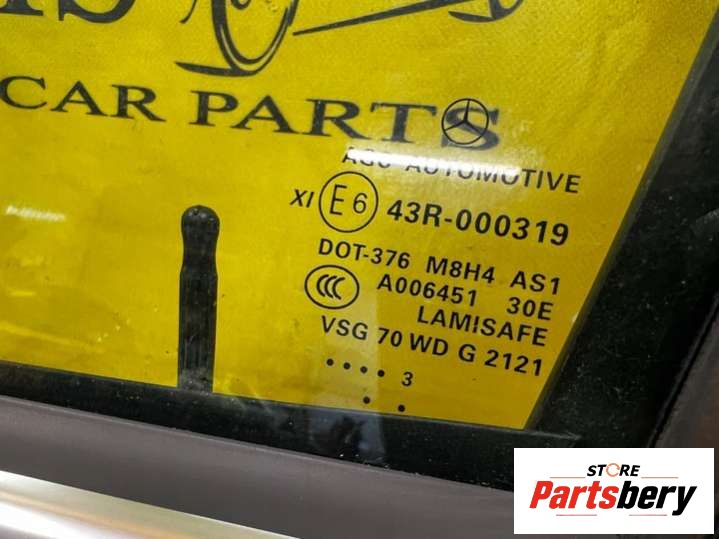 CAR PARTS
AGC AUTOMOTIVE
XI E6 43R-000319
DOT-376 M8H4 AS1
CCC A006451 30E
LAMISAFE
VSG 70 WD G 2121
.... 3
. .
STORE
Partsbery